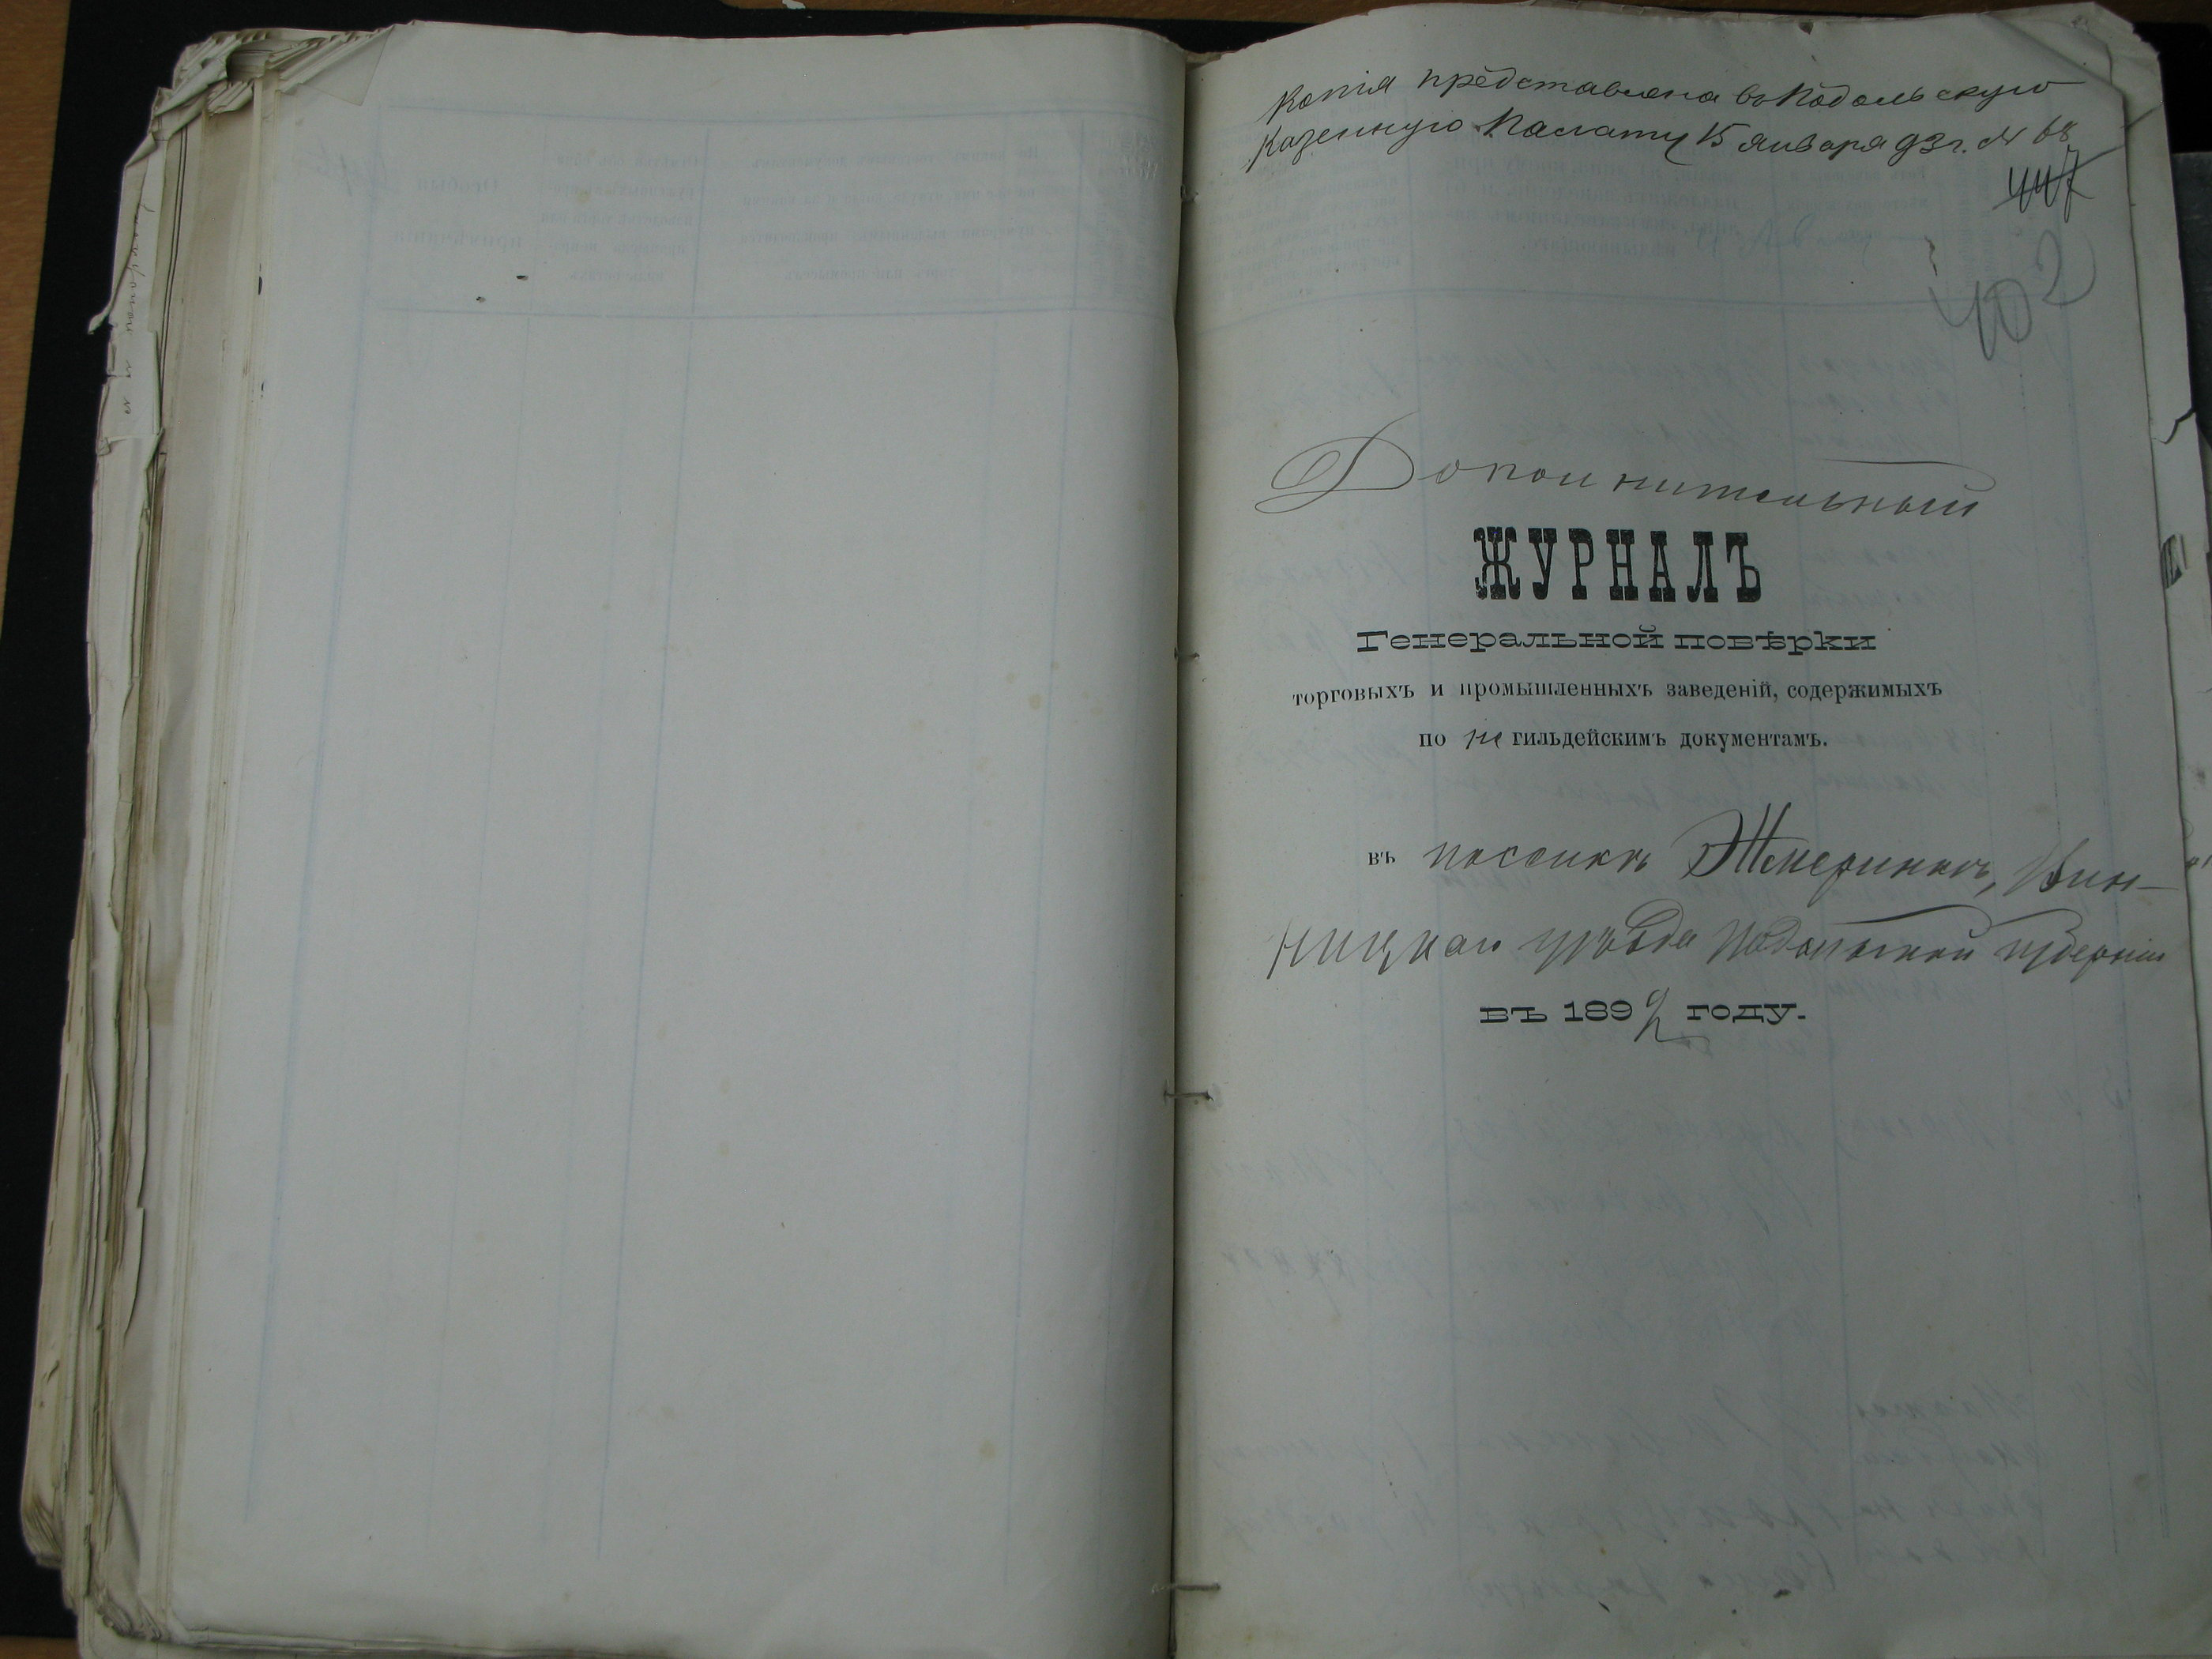 Копія представлена въ Подольскую
Казенную Палату 15 января 93 г. № 68
447
402
Дополнительный
ЖУРНАЛЪ
Генеральной повѣрки
торговыхъ и промышленныхъ заведеній, содержимыхъ
по не гильдейскимъ документамъ.
въ поселкѣ Жмеринкѣ, Вин-
ницкаго уѣзда Подольской губерніи
въ 1892 году.